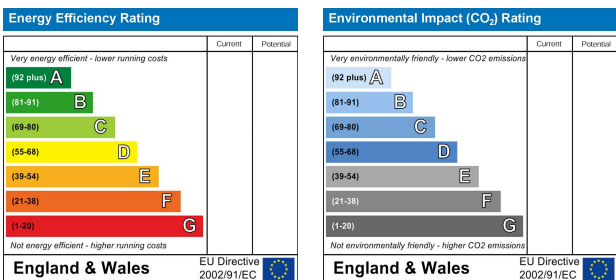 Energy Efficiency Rating
Current Potential
Very energy efficient - lower running costs
(92 plus) A
(81-91) B
(69-80) C
(55-68) D
(39-54) E
(21-38) F
(1-20) G
Not energy efficient - higher running costs
England & Wales
EU Directive
2002/91/EC
Environmental Impact (CO₂) Rating
Current Potential
Very environmentally friendly - lower CO2 emissions
(92 plus) A
(81-91) B
(69-80) C
(55-68) D
(39-54) E
(21-38) F
(1-20) G
Not environmentally friendly - higher CO2 emissions
England & Wales
EU Directive
2002/91/EC